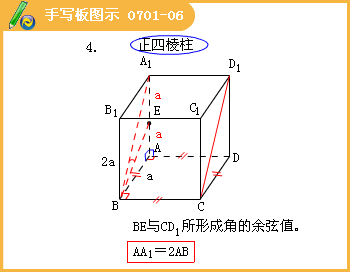 手写板图示 0701-06
4. 正四棱柱
A₁ D₁
a
B₁ E C₁
a
2a A D
a
B C
BE与CD₁所形成角的余弦值。
AA₁＝2AB